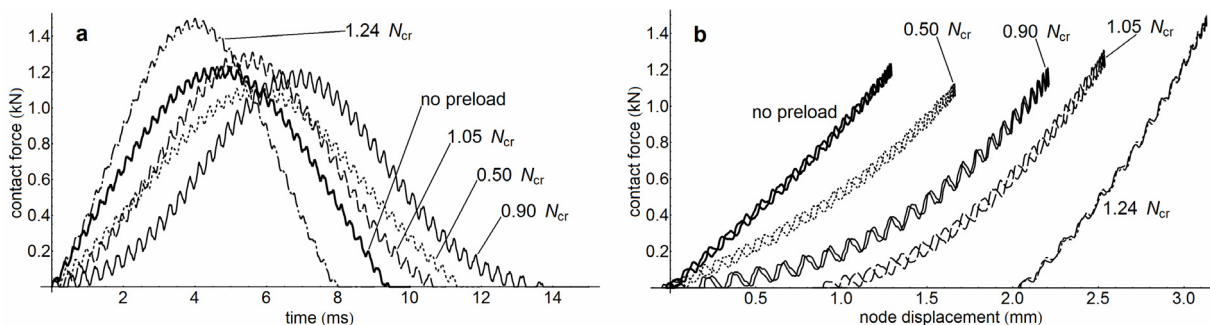 a
1.24 Ncr
no preload
1.05 Ncr
0.50 Ncr
0.90 Ncr
contact force (kN)
1.4
1.2
1.0
0.8
0.6
0.4
0.2
2
4
6
8
10
12
14
time (ms)
b
0.50 Ncr
0.90 Ncr
1.05 Ncr
no preload
1.24 Ncr
contact force (kN)
1.4
1.2
1.0
0.8
0.6
0.4
0.2
0.0
0.5
1.0
1.5
2.0
2.5
3.0
node displacement (mm)